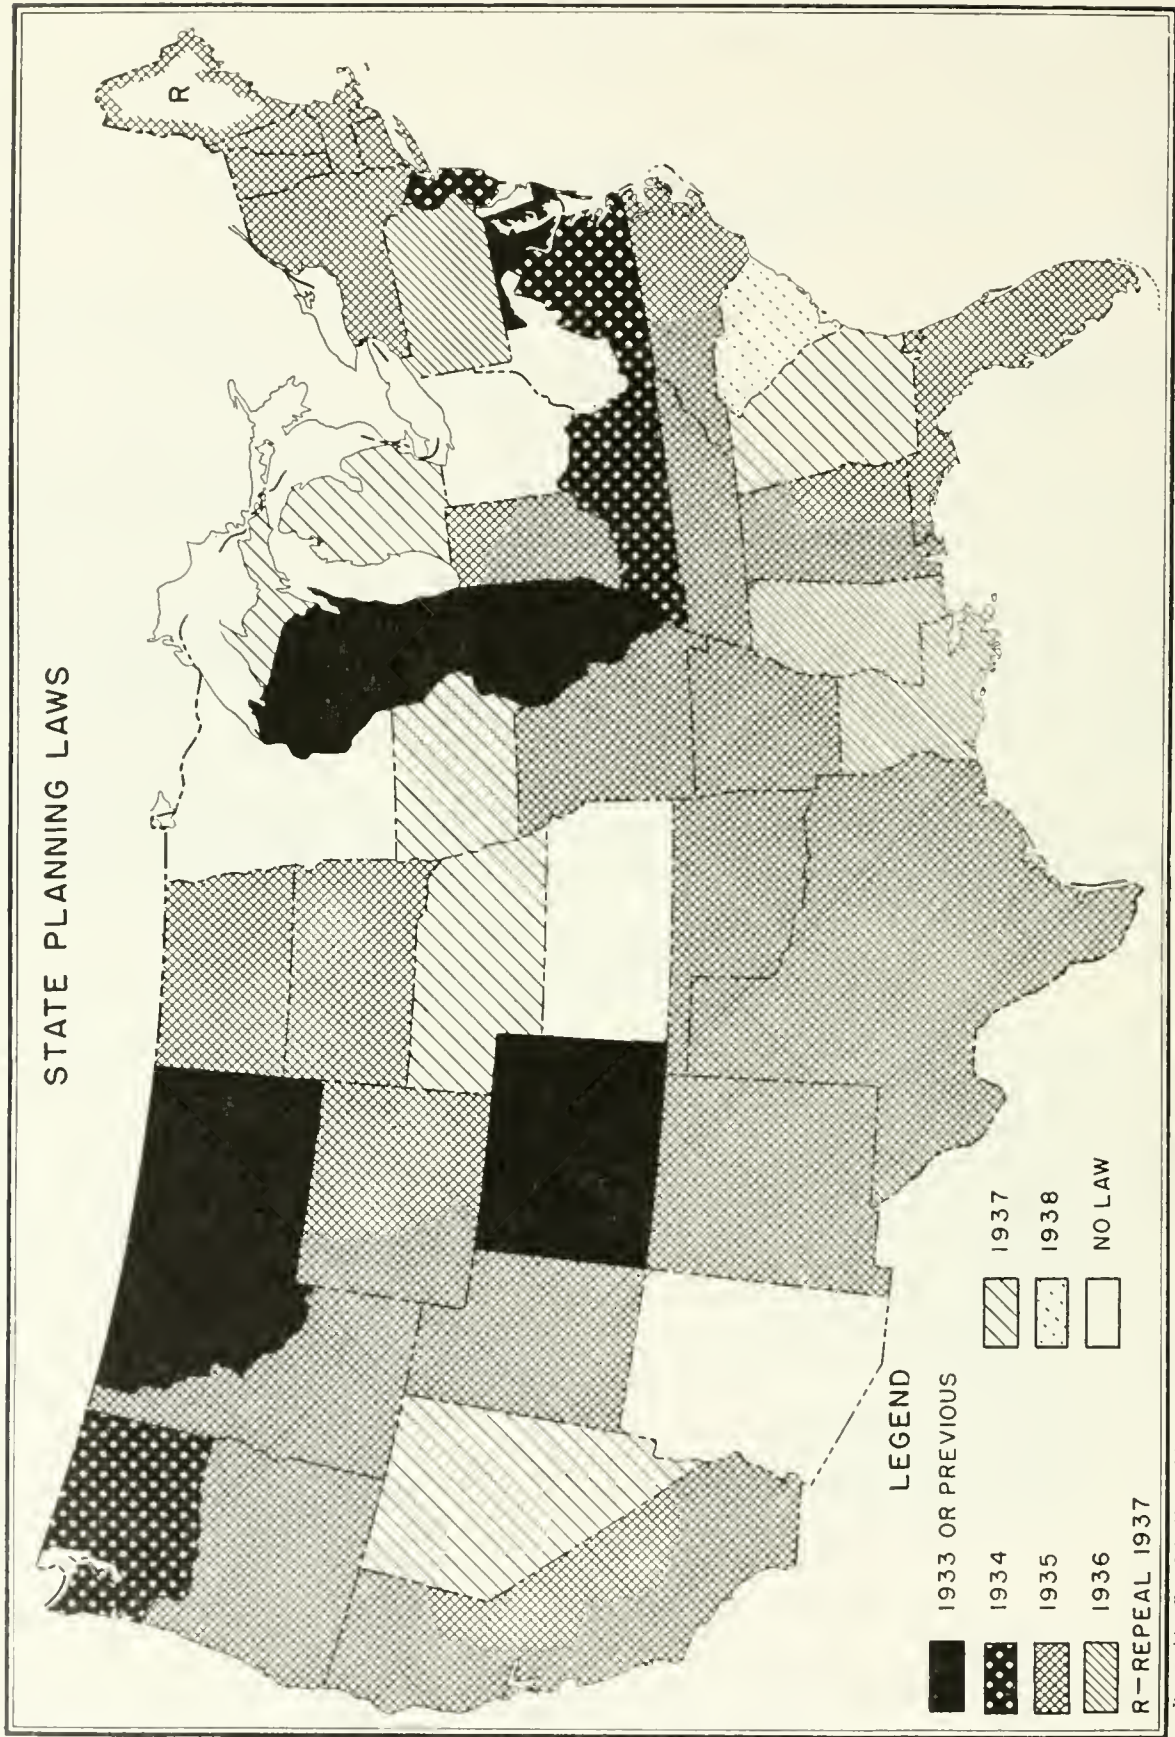 STATE PLANNING LAWS
R
LEGEND
1933 OR PREVIOUS
1934
1935
1936
1937
1938
NO LAW
R—REPEAL 1937